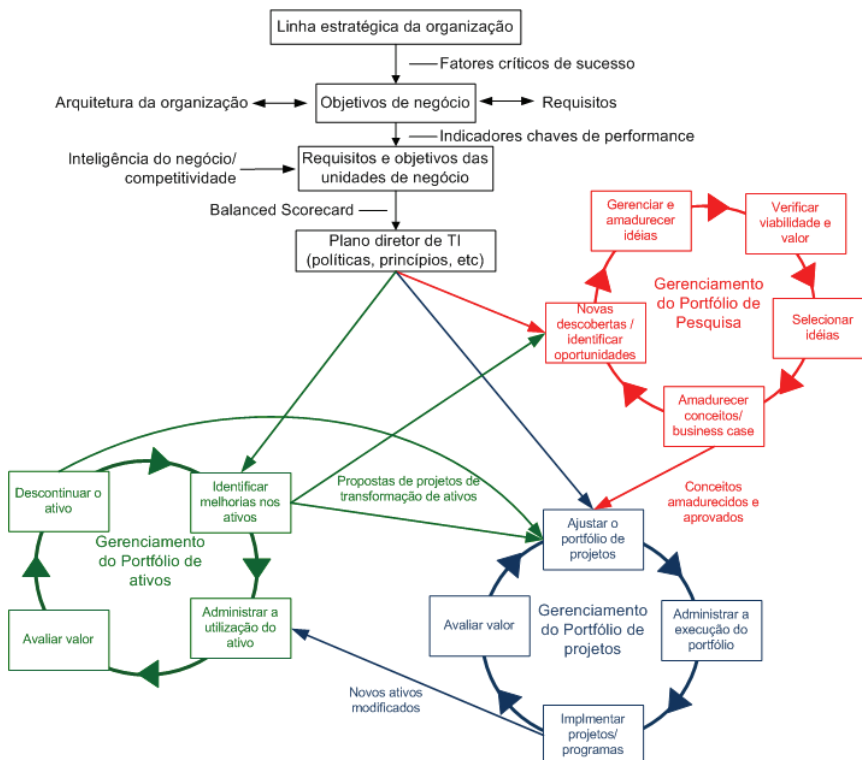 Linha estratégica da organização
Fatores críticos de sucesso
Arquitetura da organização
Objetivos de negócio
Requisitos
Indicadores chaves de performance
Inteligência do negócio/
competitividade
Requisitos e objetivos das
unidades de negócio
Balanced Scorecard
Plano diretor de TI
(políticas, princípios, etc)
Gerenciar e
amadurecer
idéias
Verificar
viabilidade e
valor
Gerenciamento
do Portfólio de
Pesquisa
Novas
descobertas /
identificar
oportunidades
Selecionar
idéias
Amadurecer
conceitos/
business case
Conceitos
amadurecidos e
aprovados
Propostas de projetos de
transformação de ativos
Descontinuar o
ativo
Identificar
melhorias nos
ativos
Gerenciamento
do Portfólio de
ativos
Avaliar valor
Administrar a
utilização do
ativo
Novos ativos
modificados
Ajustar o
portfólio de
projetos
Avaliar valor
Gerenciamento
do Portfólio de
projetos
Administrar a
execução do
portfólio
Implmentar
projetos/
programas